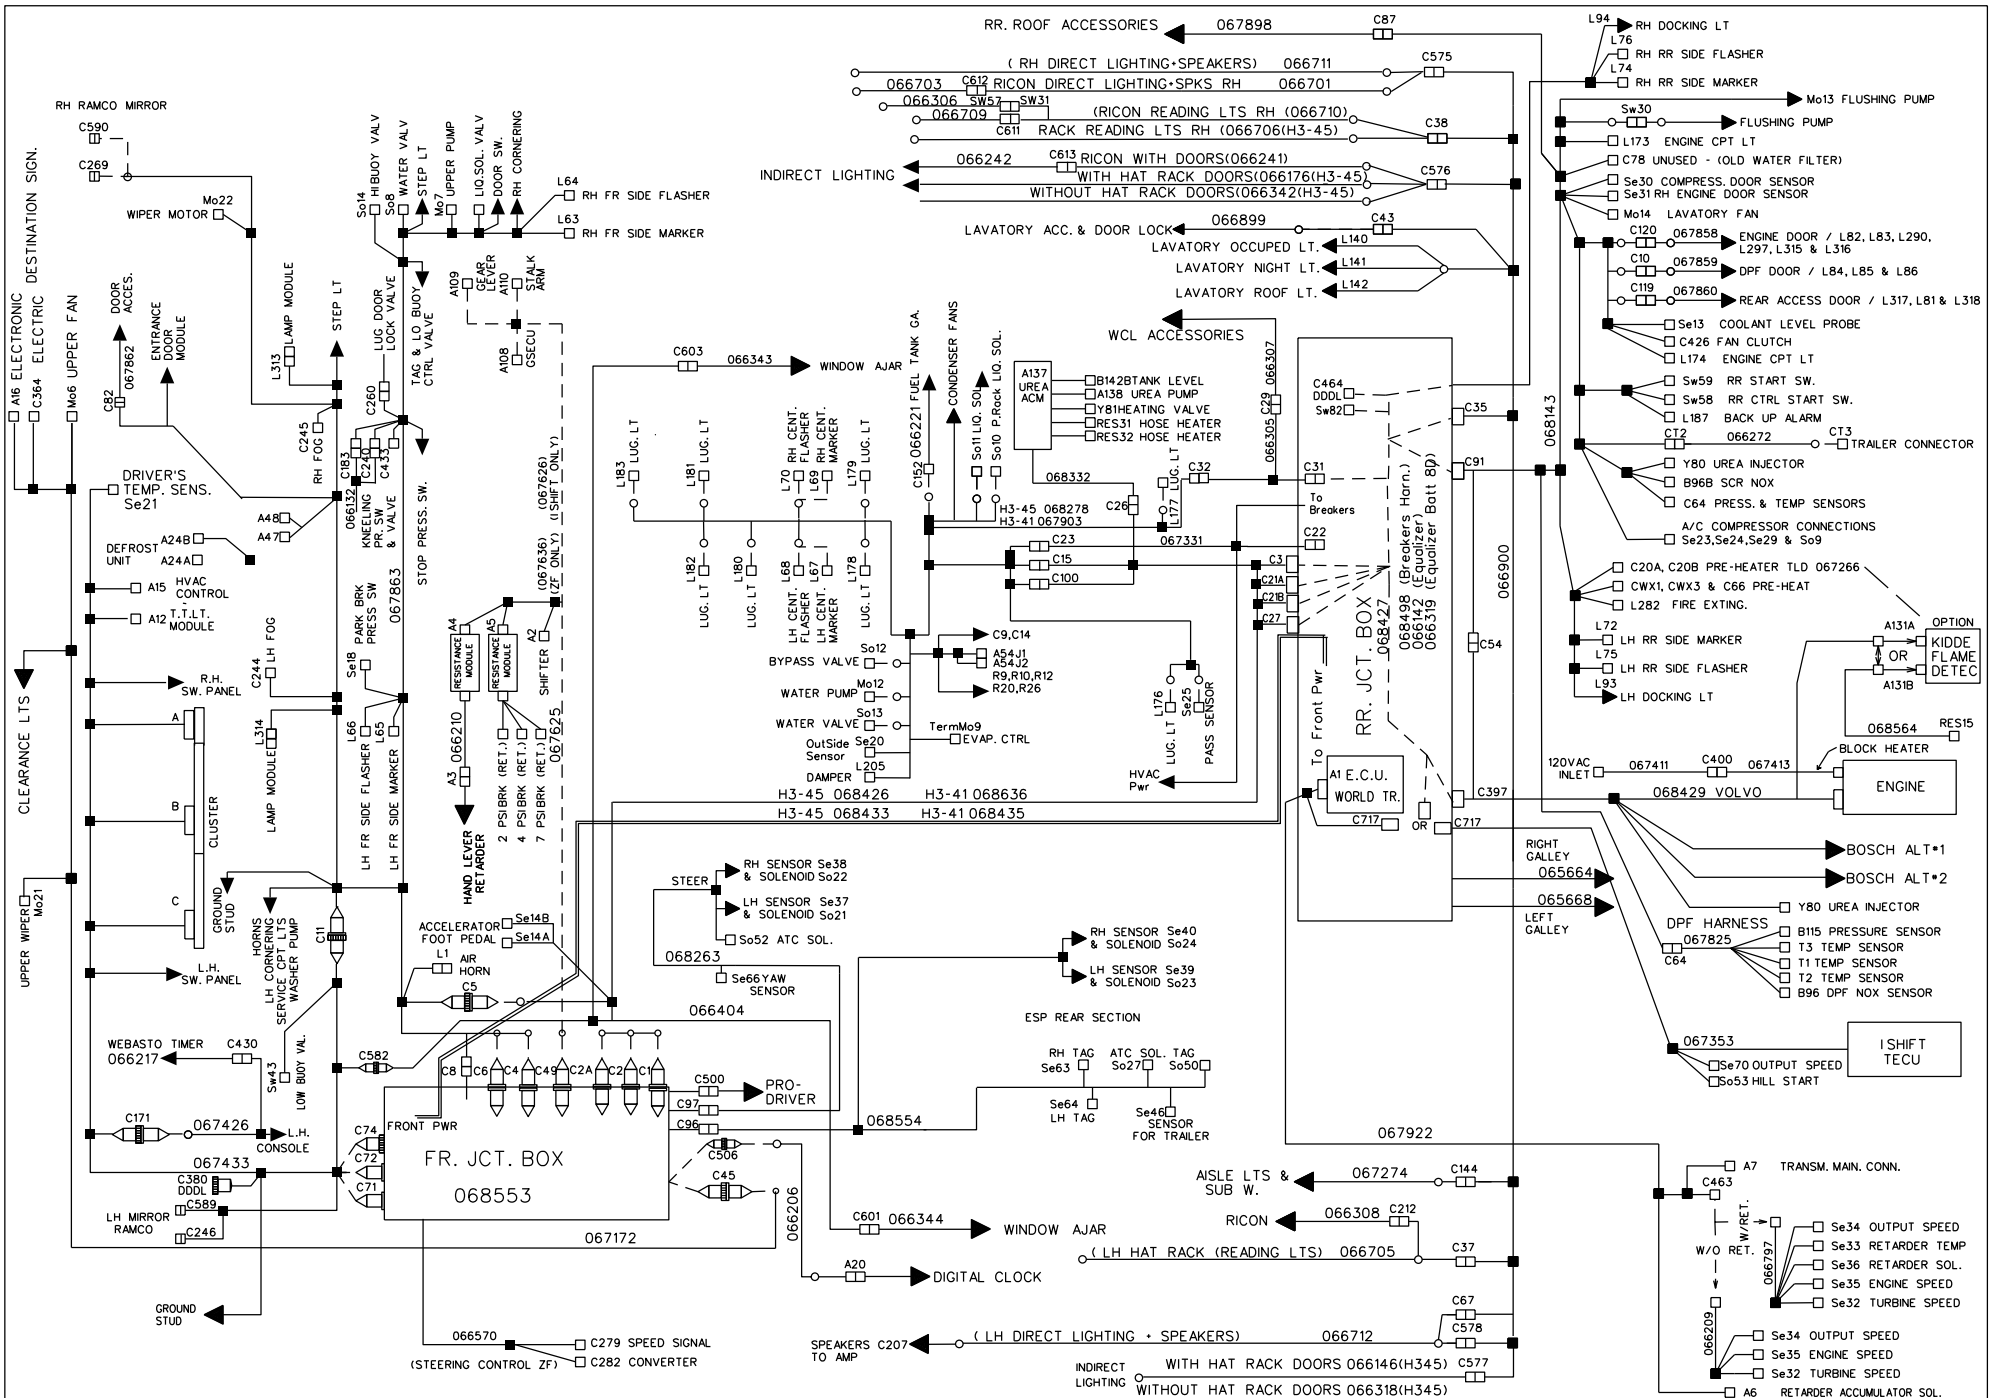 RR. ROOF ACCESSORIES
067898
C87
L94
RH DOCKING LT
L76
RH RR SIDE FLASHER
L74
RH RR SIDE MARKER
( RH DIRECT LIGHTING+SPEAKERS)
066711
C575
066703
C612
RICON DIRECT LIGHTING+SPKS RH
066701
066306
SW57
SW31
066709
C611
(RICON READING LTS RH (066710)
RACK READING LTS RH (066706(H3-45)
C38
INDIRECT LIGHTING
066242
C613
RICON WITH DOORS(066241)
WITH HAT RACK DOORS(066176(H3-45)
WITHOUT HAT RACK DOORS(066342(H3-45)
C576
LAVATORY ACC. & DOOR LOCK
066899
C43
LAVATORY OCCUPED LT.
L140
LAVATORY NIGHT LT.
L141
LAVATORY ROOF LT.
L142
WCL ACCESSORIES
Mo13 FLUSHING PUMP
Sw30
FLUSHING PUMP
L173 ENGINE CPT LT
C78 UNUSED - (OLD WATER FILTER)
Se30 COMPRESS. DOOR SENSOR
Se31 RH ENGINE DOOR SENSOR
Mo14 LAVATORY FAN
C120
067858
ENGINE DOOR / L82, L83, L290,
L297, L315 & L316
C10
067859
DPF DOOR / L84, L85 & L86
C119
067860
REAR ACCESS DOOR / L317, L81 & L318
Se13 COOLANT LEVEL PROBE
C426 FAN CLUTCH
L174 ENGINE CPT LT
Sw59 RR START SW.
Sw58 RR CTRL START SW.
L187 BACK UP ALARM
068143
CT2
066272
CT3
TRAILER CONNECTOR
Y80 UREA INJECTOR
B96B SCR NOX
C64 PRESS. & TEMP SENSORS
A/C COMPRESSOR CONNECTIONS
Se23,Se24,Se29 & So9
C20A, C20B PRE-HEATER TLD 067266
CWX1, CWX3 & C66 PRE-HEAT
L282 FIRE EXTING.
L72
LH RR SIDE MARKER
L75
LH RR SIDE FLASHER
L93
LH DOCKING LT
A131A
OPTION
KIDDE
FLAME
DETEC
OR
A131B
068564
RES15
BLOCK HEATER
120VAC
INLET
067411
C400
067413
ENGINE
068429 VOLVO
BOSCH ALT#1
BOSCH ALT#2
Y80 UREA INJECTOR
DPF HARNESS
067825
C64
B115 PRESSURE SENSOR
T3 TEMP SENSOR
T1 TEMP SENSOR
T2 TEMP SENSOR
B96 DPF NOX SENSOR
067353
I SHIFT
TECU
Se70 OUTPUT SPEED
So53 HILL START
RH RAMCO MIRROR
C590
C269
Mo22
WIPER MOTOR
A16 ELECTRONIC
C364 ELECTRIC
DESTINATION SIGN.
Mo6 UPPER FAN
C82
067862
DOOR
ACCES.
ENTRANCE
DOOR
MODULE
L313
LAMP MODULE
STEP LT
So14
HIBUOY VALV
So8
WATER VALV
STEP LT
Mo7
UPPER PUMP
LIQ.SOL. VALV
DOOR SW.
RH CORNERING
L64
RH FR SIDE FLASHER
L63
RH FR SIDE MARKER
LUG DOOR
LOCK VALVE
C260
TAG & LO BUOY
CTRL VALVE
A109
GEAR
LEVER
A110
STALK
ARM
A108
GSECU
C245
RH FOG
C183
C240
C433
066132
KNEELING
PR. SW
& VALVE
STOP PRESS. SW.
(067626)
(ISHIFT ONLY)
(067636)
(ZF ONLY)
DRIVER'S
TEMP. SENS.
Se21
A48
A47
A24B
DEFROST
UNIT
A24A
A15
HVAC
CONTROL
A12
T.T.LT.
MODULE
067863
Se18
PARK BRK
PRESS SW
C244
LH FOG
CLEARANCE LTS
R.H.
SW. PANEL
A
B
C
CLUSTER
L314
LAMP MODULE
L66
LH FR SIDE FLASHER
L65
LH FR SIDE MARKER
A4
RESISTANCE
MODULE
A5
RESISTANCE
MODULE
A2
SHIFTER
066210
A3
HAND LEVER
RETARDER
2 PSI BRK (RET.)
4 PSI BRK (RET.)
7 PSI BRK (RET.)
067625
C603
066343
WINDOW AJAR
L183
LUG. LT
L181
LUG. LT
L70
RH CENT.
FLASHER
L69
RH CENT.
MARKER
L179
LUG. LT
L182
LUG. LT
L180
LUG. LT
L68
LH CENT.
FLASHER
L67
LH CENT.
MARKER
L178
LUG. LT
C152
066221 FUEL TANK GA.
CONDENSER FANS
So11 LIQ. SOL
So10 P.Rack LIQ. SOL.
A137
UREA
ACM
B142BTANK LEVEL
A138 UREA PUMP
Y81HEATING VALVE
RES31 HOSE HEATER
RES32 HOSE HEATER
068332
H3-45 068278
H3-41 067903
C26
L177
LUG. LT
C32
C29
066307
066305
C23
067331
C15
C100
So12
BYPASS VALVE
Mo12
WATER PUMP
So13
WATER VALVE
OutSide
Sensor
Se20
L205
DAMPER
C9,C14
A54J1
A54J2
R9,R10,R12
R20,R26
TermMo9
EVAP. CTRL
L176
LUG. LT
Se25
PASS SENSOR
HVAC
Pwr
H3-45 068426 H3-41 068636
H3-45 068433 H3-41 068435
C464
DDDL
Sw82
C35
C91
C31
To
Breakers
C22
C3
C21A
C21B
C27
To Front Pwr
RR. JCT. BOX
068427
068498 (Breakers Harn.)
066142 (Equalizer)
066319 (Equalizer Batt 8D)
A1 E.C.U.
WORLD TR.
C717
OR
C717
C54
C397
066900
RIGHT
GALLEY
065664
065668
LEFT
GALLEY
UPPER WIPER
Mo21
GROUND
STUD
L.H.
SW. PANEL
HORNS
LH CORNERING
SERVICE CPT LTS
WASHER PUMP
C11
ACCELERATOR
FOOT PEDAL
Se14B
Se14A
L1
AIR
HORN
C5
STEER
RH SENSOR Se38
& SOLENOID So22
LH SENSOR Se37
& SOLENOID So21
So52 ATC SOL.
068263
Se66YAW
SENSOR
066404
RH SENSOR Se40
& SOLENOID So24
LH SENSOR Se39
& SOLENOID So23
ESP REAR SECTION
WEBASTO TIMER
066217
C430
Sw43
LOW BUOY VAL.
C582
C8
C6
C4
C49
C2A
C2
C1
C500
PRO-
DRIVER
C97
C96
RH TAG
Se63
ATC SOL. TAG
So27
So50
Se64
LH TAG
Se46
SENSOR
FOR TRAILER
068554
C171
067426
L.H.
CONSOLE
067433
C380
DDDL
C589
LH MIRROR
RAMCO
C246
FRONT PWR
C74
C72
C71
FR. JCT. BOX
068553
C506
C45
066206
067172
GROUND
STUD
066570
(STEERING CONTROL ZF)
C279 SPEED SIGNAL
C282 CONVERTER
C601
066344
WINDOW AJAR
A20
DIGITAL CLOCK
067922
AISLE LTS &
SUB W.
067274
C144
RICON
066308
C212
( LH HAT RACK (READING LTS)
066705
C37
C67
SPEAKERS C207
TO AMP
( LH DIRECT LIGHTING + SPEAKERS)
066712
C578
INDIRECT
LIGHTING
WITH HAT RACK DOORS 066146(H345)
C577
WITHOUT HAT RACK DOORS 066318(H345)
A7 TRANSM. MAIN. CONN.
C463
W/RET.
W/O RET.
066797
Se34 OUTPUT SPEED
Se33 RETARDER TEMP
Se36 RETARDER SOL.
Se35 ENGINE SPEED
Se32 TURBINE SPEED
066209
Se34 OUTPUT SPEED
Se35 ENGINE SPEED
Se32 TURBINE SPEED
A6 RETARDER ACCUMULATOR SOL.